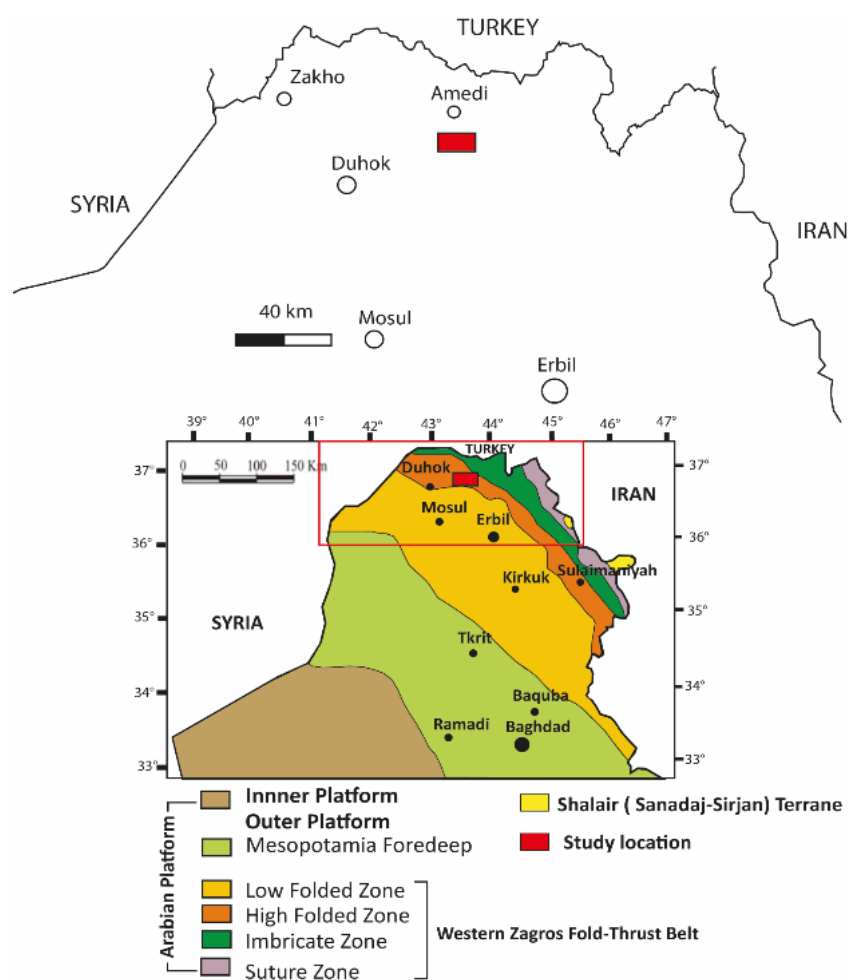 TURKEY
Zakho
Amedi
Duhok
SYRIA
IRAN
40 km
Mosul
Erbil
39° 40° 41° 42° 43° 44° 45° 46° 47°
TURKEY
37° Duhok 37°
0 50 100 150 Km
IRAN
Mosul
Erbil
36° 36°
Sulaimaniyah
Kirkuk
35° 35°
SYRIA
Tkrit
34° 34°
Baquba
Ramadi
Baghdad
33° 33°
Innner Platform
Outer Platform
Mesopotamia Foredeep
Low Folded Zone
High Folded Zone
Imbricate Zone
Suture Zone
Arabian Platform
Western Zagros Fold-Thrust Belt
Shalair ( Sanadaj-Sirjan) Terrane
Study location